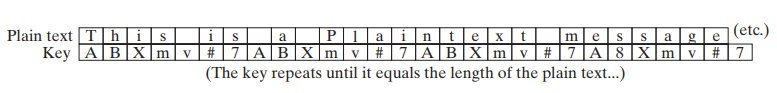 Plain text T h i s i s a P l a i n t e x t m e s s a g e (etc.)
Key A B X m v # 7 A B X m v # 7 A B X m v # 7 A 8 X m v # 7
(The key repeats until it equals the length of the plain text...)